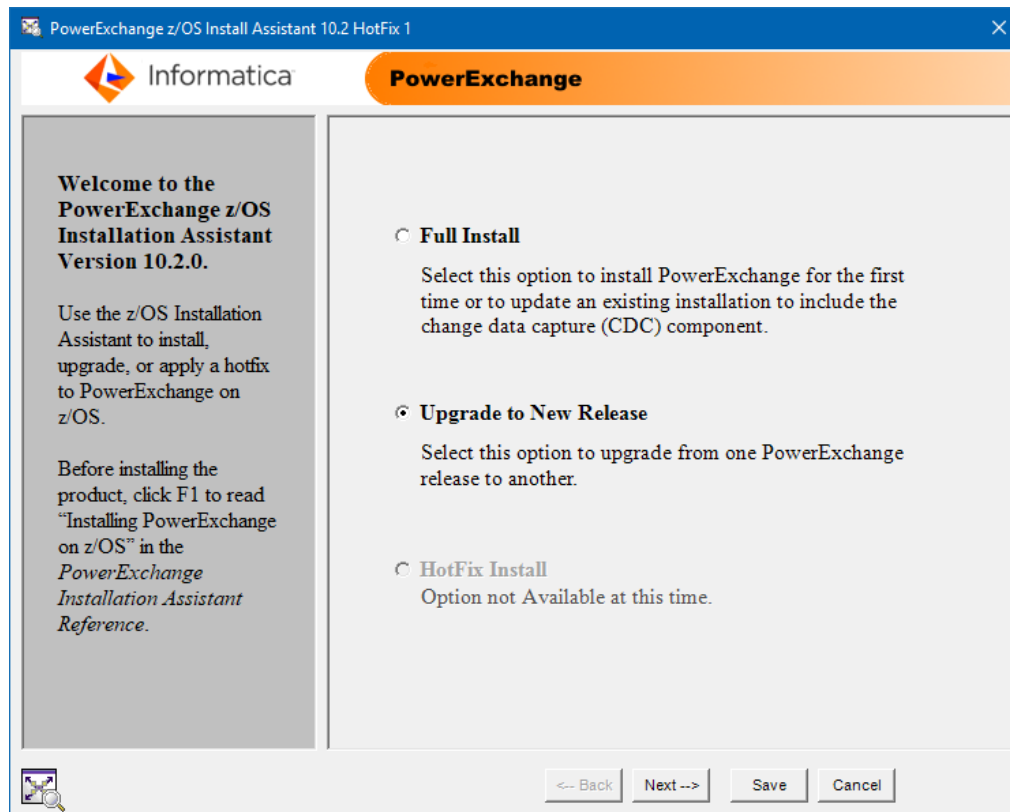 PowerExchange z/OS Install Assistant 10.2 HotFix 1
Informatica
PowerExchange
Welcome to the
PowerExchange z/OS
Installation Assistant
Version 10.2.0.
Use the z/OS Installation
Assistant to install,
upgrade, or apply a hotfix
to PowerExchange on
z/OS.
Before installing the
product, click F1 to read
“Installing PowerExchange
on z/OS” in the
PowerExchange
Installation Assistant
Reference.
Full Install
Select this option to install PowerExchange for the first
time or to update an existing installation to include the
change data capture (CDC) component.
Upgrade to New Release
Select this option to upgrade from one PowerExchange
release to another.
HotFix Install
Option not Available at this time.
<-- Back Next --> Save Cancel